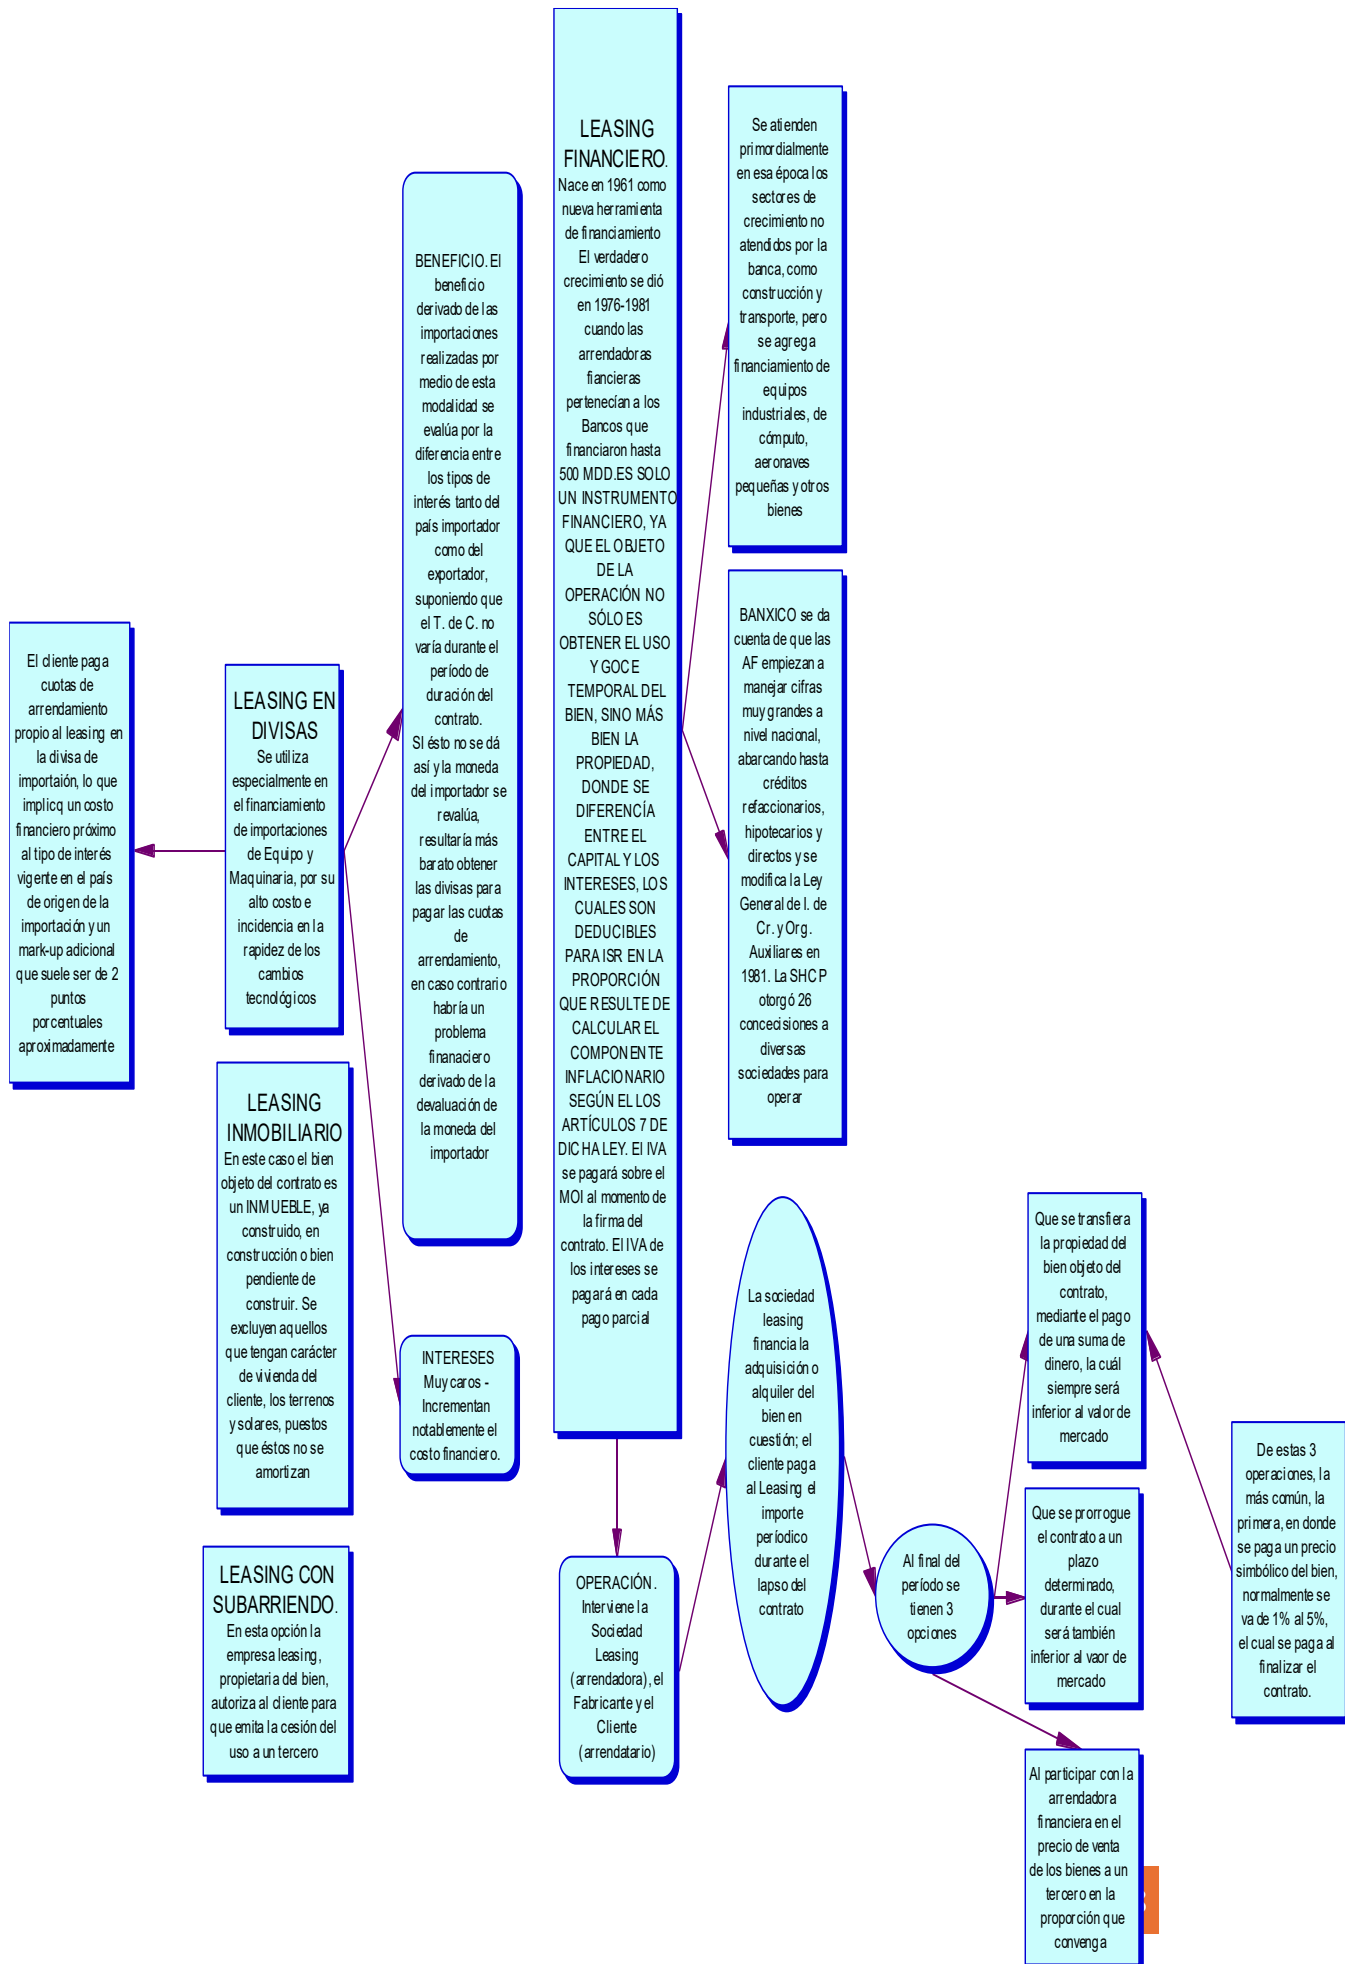 LEASING
FINANCIERO.
Nace en 1961 como
nueva herramienta
de financiamiento
El verdadero
crecimiento se dió
en 1976-1981
cuando las
arrendadoras
fiancieras
pertenecían a los
Bancos que
financiaron hasta
500 MDD.ES SOLO
UN INSTRUMENTO
FINANCIERO, YA
QUE EL OBJETO
DE LA
OPERACIÓN NO
SÓLO ES
OBTENER EL USO
Y GOCE
TEMPORAL DEL
BIEN, SINO MÁS
BIEN LA
PROPIEDAD,
DONDE SE
DIFERENCÍA
ENTRE EL
CAPITAL Y LOS
INTERESES, LOS
CUALES SON
DEDUCIBLES
PARA ISR EN LA
PROPORCIÓN
QUE RESULTE DE
CALCULAR EL
COMPONENTE
INFLACIONARIO
SEGÚN EL LOS
ARTÍCULOS 7 DE
DICHA LEY. El IVA
se pagará sobre el
MOI al momento de
la firma del
contrato. El IVA de
los intereses se
pagará en cada
pago parcial
Se atienden
primordialmente
en esa época los
sectores de
crecimiento no
atendidos por la
banca, como
construcción y
transporte, pero
se agrega
financiamiento de
equipos
industriales, de
cómputo,
aeronaves
pequeñas y otros
bienes
BANXICO se da
cuenta de que las
AF empiezan a
manejar cifras
muy grandes a
nivel nacional,
abarcando hasta
créditos
refaccionarios,
hipotecarios y
directos y se
modifica la Ley
General de I. de
Cr. y Org.
Auxiliares en
1981. La SHCP
otorgó 26
concecisiones a
diversas
sociedades para
operar
BENEFICIO. El
beneficio
derivado de las
importaciones
realizadas por
medio de esta
modalidad se
evalúa por la
diferencia entre
los tipos de
interés tanto del
país importador
como del
exportador,
suponiendo que
el T. de C. no
varía durante el
período de
duración del
contrato.
SI ésto no se dá
así y la moneda
del importador se
revalúa,
resultaría más
barato obtener
las divisas para
pagar las cuotas
de
arrendamiento,
en caso contrario
habría un
problema
finanaciero
derivado de la
devaluación de
la moneda del
importador
El cliente paga
cuotas de
arrendamiento
propio al leasing en
la divisa de
importaión, lo que
implicq un costo
financiero próximo
al tipo de interés
vigente en el país
de origen de la
importación y un
mark-up adicional
que suele ser de 2
puntos
porcentuales
aproximadamente
LEASING EN
DIVISAS
Se utiliza
especialmente en
el financiamiento
de importaciones
de Equipo y
Maquinaria, por su
alto costo e
incidencia en la
rapidez de los
cambios
tecnológicos
LEASING
INMOBILIARIO
En este caso el bien
objeto del contrato es
un INMUEBLE, ya
construido, en
construcción o bien
pendiente de
construir. Se
excluyen aquellos
que tengan carácter
de vivienda del
cliente, los terrenos
y solares, puestos
que éstos no se
amortizan
INTERESES
Muy caros -
Incrementan
notablemente el
costo financiero.
LEASING CON
SUBARRIENDO.
En esta opción la
empresa leasing,
propietaria del bien,
autoriza al cliente para
que emita la cesión del
uso a un tercero
OPERACIÓN.
Interviene la
Sociedad
Leasing
(arrendadora), el
Fabricante y el
Cliente
(arrendatario)
La sociedad
leasing
financia la
adquisición o
alquiler del
bien en
cuestión; el
cliente paga
al Leasing el
importe
períodico
durante el
lapso del
contrato
Al final del
período se
tienen 3
opciones
Que se transfiera
la propiedad del
bien objeto del
contrato,
mediante el pago
de una suma de
dinero, la cuál
siempre será
inferior al valor de
mercado
Que se prorrogue
el contrato a un
plazo
determinado,
durante el cual
será también
inferior al vaor de
mercado
Al participar con la
arrendadora
financiera en el
precio de venta
de los bienes a un
tercero en la
proporción que
convenga
De estas 3
operaciones, la
más común, la
primera, en donde
se paga un precio
simbólico del bien,
normalmente se
va de 1% al 5%,
el cual se paga al
finalizar el
contrato.